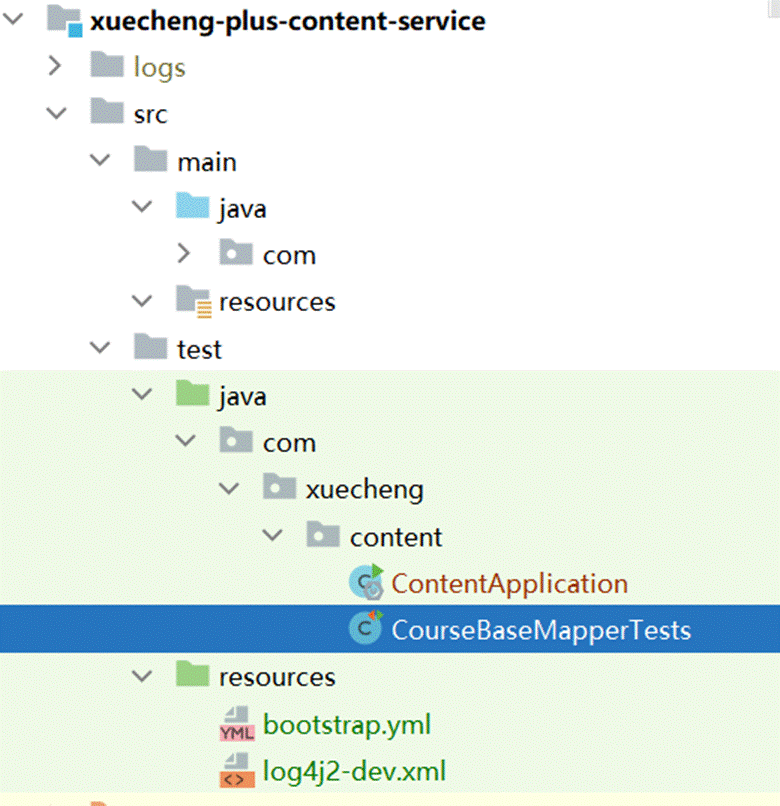 xuecheng-plus-content-service
logs
src
main
java
com
resources
test
java
com
xuecheng
content
C ContentApplication
C CourseBaseMapperTests
resources
YML bootstrap.yml
<> log4j2-dev.xml